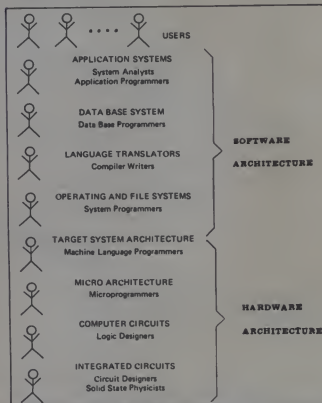 USERS
APPLICATION SYSTEMS
System Analysts
Application Programmers
DATA BASE SYSTEM
Data Base Programmers
LANGUAGE TRANSLATORS
Compiler Writers
OPERATING AND FILE SYSTEMS
System Programmers
SOFTWARE
ARCHITECTURE
TARGET SYSTEM ARCHITECTURE
Machine Language Programmers
MICRO ARCHITECTURE
Microprogrammers
COMPUTER CIRCUITS
Logic Designers
INTEGRATED CIRCUITS
Circuit Designers
Solid State Physicists
HARDWARE
ARCHITECTURE